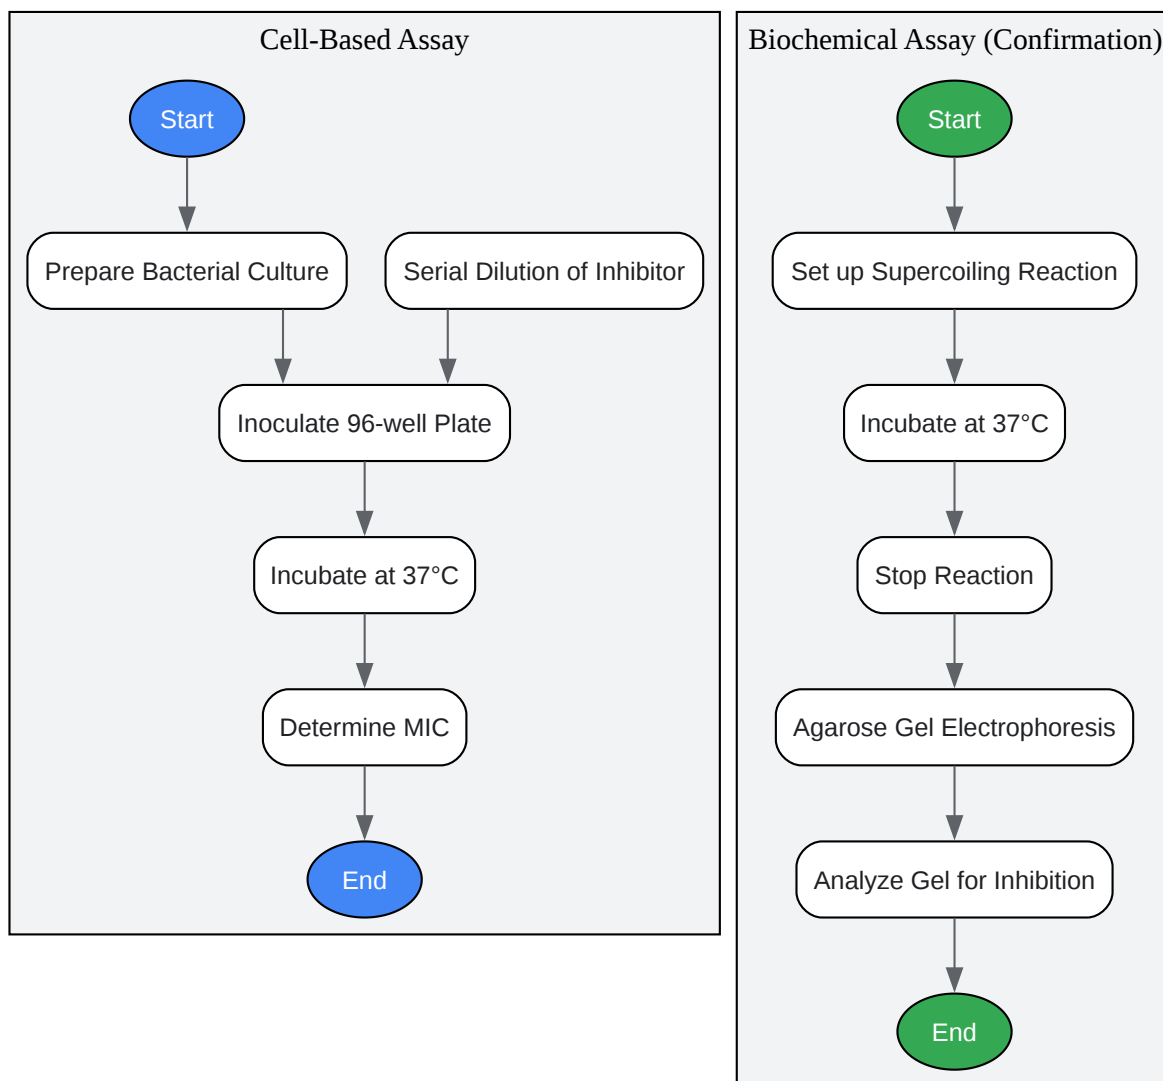 Cell-Based Assay
Start
Prepare Bacterial Culture
Serial Dilution of Inhibitor
Inoculate 96-well Plate
Incubate at 37°C
Determine MIC
End
Biochemical Assay (Confirmation)
Start
Set up Supercoiling Reaction
Incubate at 37°C
Stop Reaction
Agarose Gel Electrophoresis
Analyze Gel for Inhibition
End